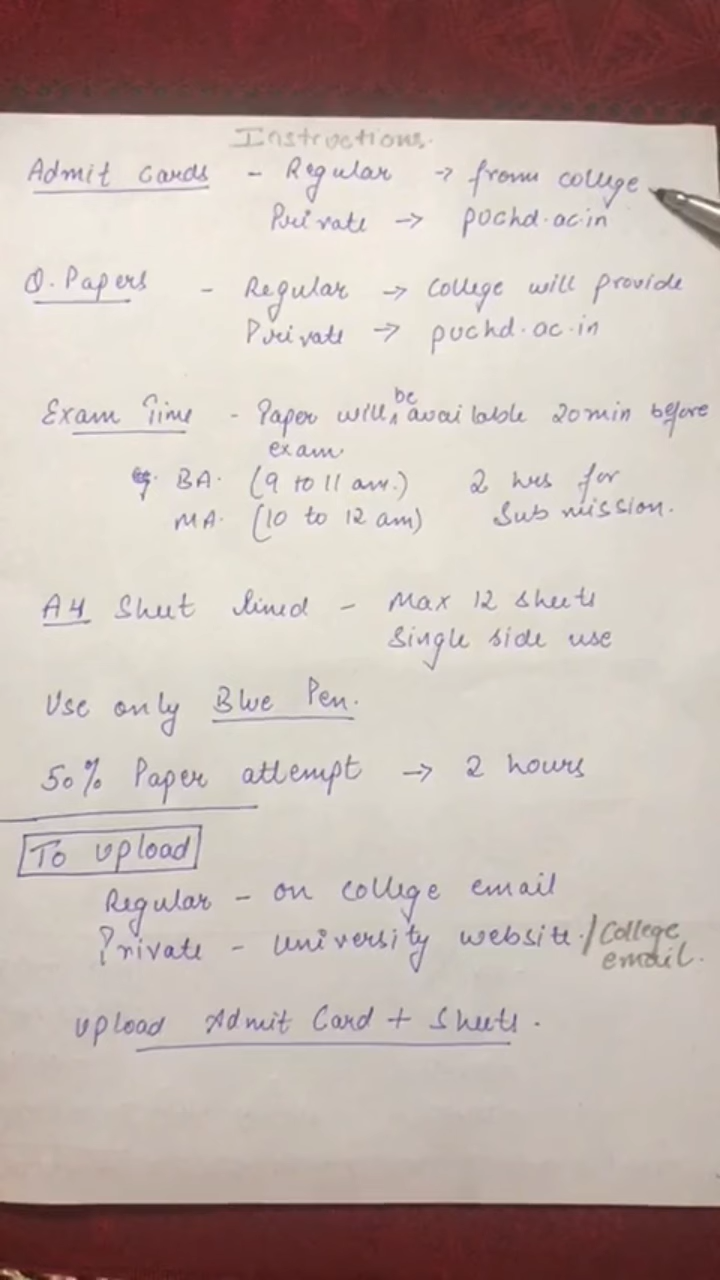 Instructions.
Admit Cards - Regular → from college
Private → puchd.ac.in
Q. Papers - Regular → College will provide
Private → puchd.ac.in
Exam Time - Paper will be available 20 min before
exam.
eg. BA. (9 to 11 am.) 2 hrs for
MA. (10 to 12 am) Submission.
A4 Sheet lined - Max 12 sheets
Single side use
Use only Blue Pen.
50% Paper attempt → 2 hours
To upload
Regular - on college email
Private - university website. / College
email.
upload Admit Card + Sheets.